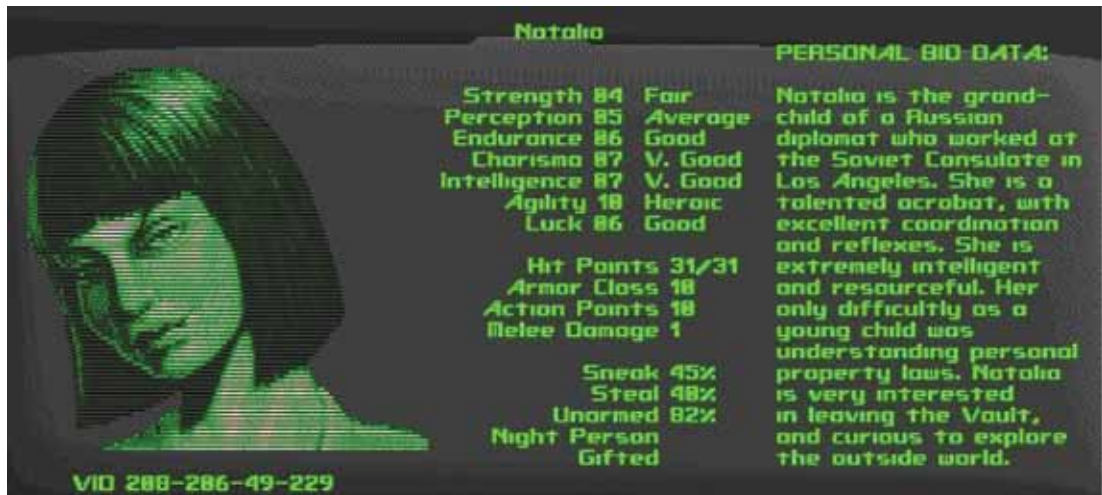 Natalia
Strength 04 Fair
Perception 05 Average
Endurance 06 Good
Charisma 07 V. Good
Intelligence 07 V. Good
Agility 10 Heroic
Luck 06 Good
Hit Points 31/31
Armor Class 10
Action Points 10
Melee Damage 1
Sneak 45%
Steal 40%
Unarmed 82%
Night Person
Gifted
PERSONAL BIO DATA:
Natalia is the grand-
child of a Russian
diplomat who worked at
the Soviet Consulate in
Los Angeles. She is a
talented acrobat, with
excellent coordination
and reflexes. She is
extremely intelligent
and resourceful. Her
only difficultly as a
young child was
understanding personal
property laws. Natalia
is very interested
in leaving the Vault,
and curious to explore
the outside world.
VID 208-206-49-229